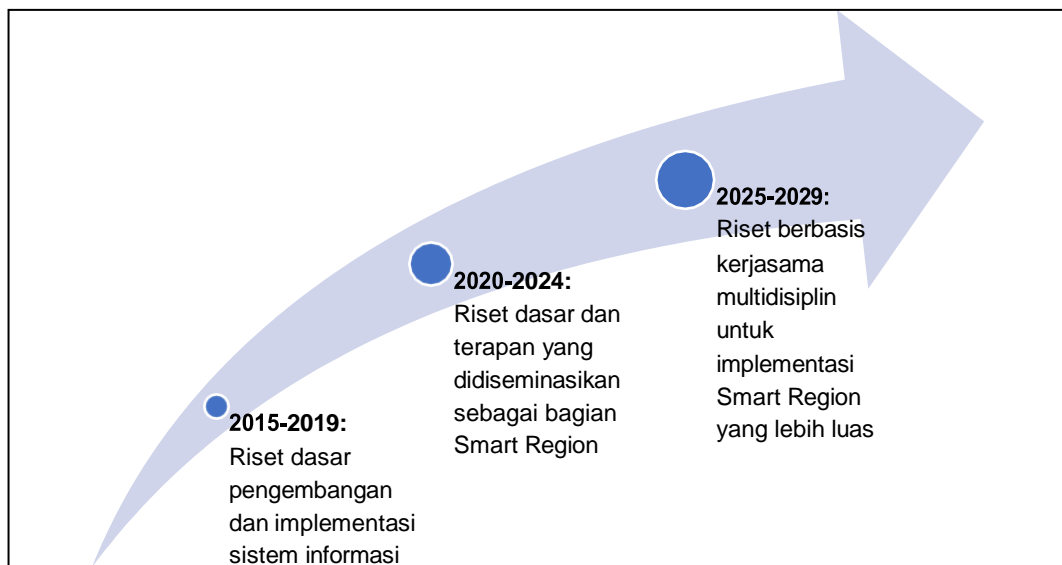 2015-2019:
Riset dasar
pengembangan
dan implementasi
sistem informasi
2020-2024:
Riset dasar dan
terapan yang
didiseminasikan
sebagai bagian
Smart Region
2025-2029:
Riset berbasis
kerjasama
multidisiplin
untuk
implementasi
Smart Region
yang lebih luas